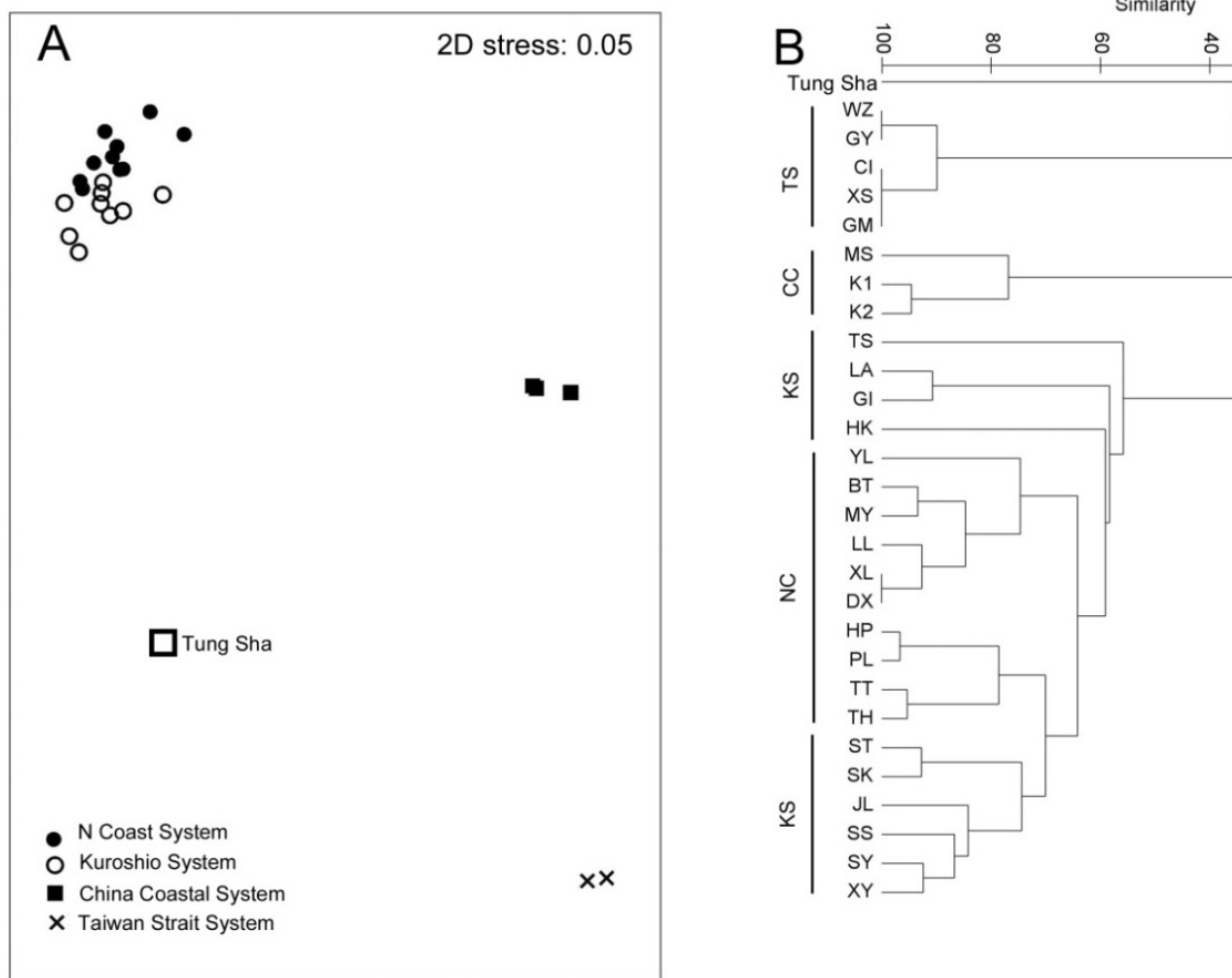 A
2D stress: 0.05
Tung Sha
N Coast System
Kuroshio System
China Coastal System
Taiwan Strait System
B
Similarity
100
80
60
40
Tung Sha
TS
WZ
GY
CI
XS
GM
CC
MS
K1
K2
KS
TS
LA
GI
HK
NC
YL
BT
MY
LL
XL
DX
HP
PL
TT
TH
KS
ST
SK
JL
SS
SY
XY